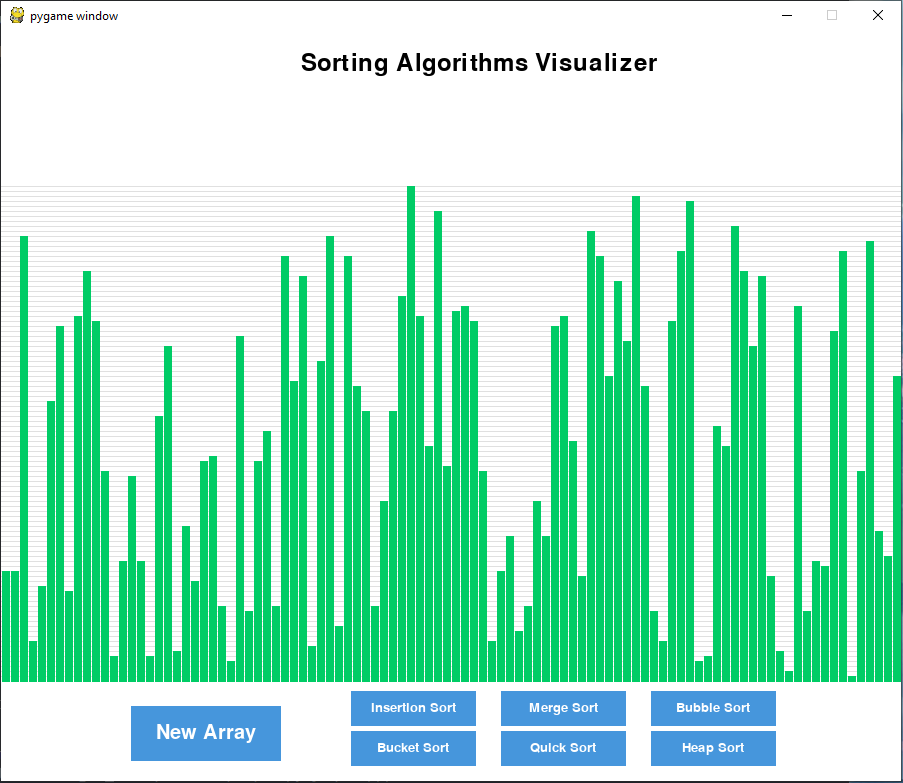 pygame window
Sorting Algorithms Visualizer
New Array
Insertion Sort
Merge Sort
Bubble Sort
Bucket Sort
Quick Sort
Heap Sort